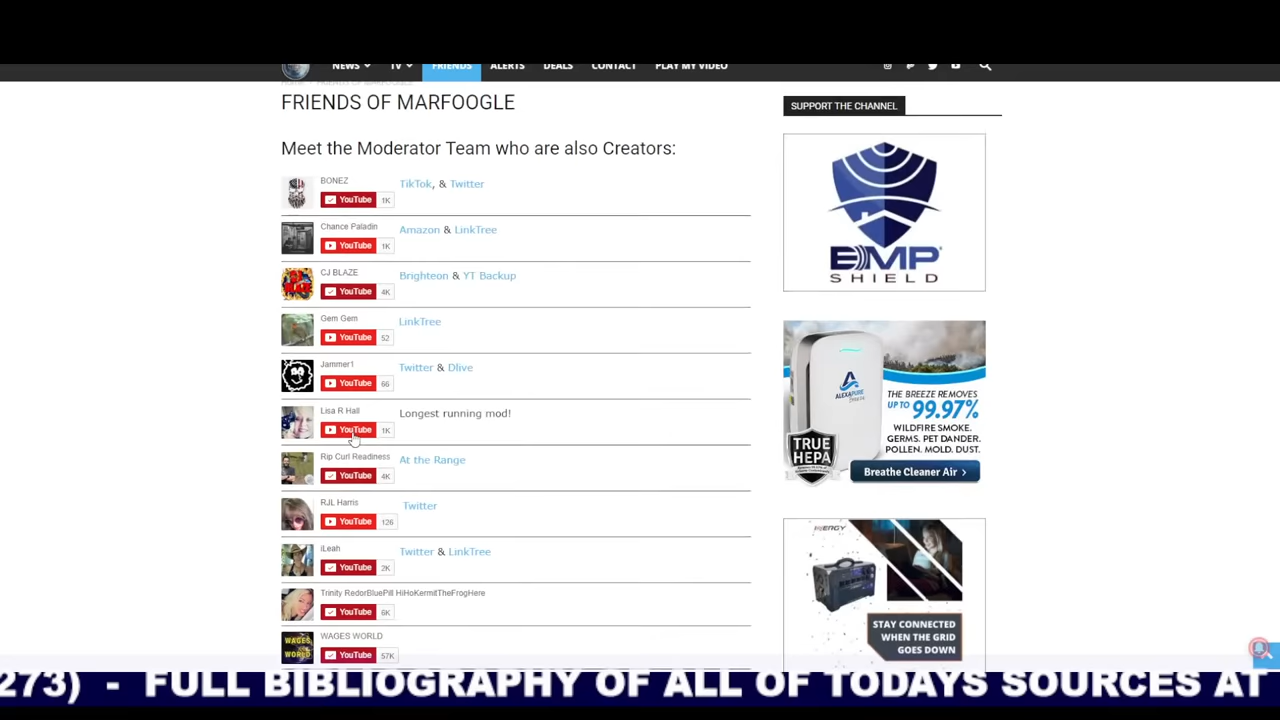 NEWS TV FRIENDS ALERTS DEALS CONTACT PLAY MY VIDEO
FRIENDS OF MARFOOGLE
Meet the Moderator Team who are also Creators:
BONEZ
YouTube 1K TikTok, & Twitter
Chance Paladin
YouTube 1K Amazon & LinkTree
CJ BLAZE
YouTube 4K Brighteon & YT Backup
Gem Gem
YouTube 52 LinkTree
Jammer1
YouTube 66 Twitter & Dlive
Lisa R Hall
YouTube 1K Longest running mod!
Rip Curl Readiness
YouTube 4K At the Range
RJL Harris
YouTube 126 Twitter
iLeah
YouTube 2K Twitter & LinkTree
Trinity RedorBluePill HiHoKermitTheFrogHere
YouTube 6K
WAGES WORLD
WAGES
WORLD
YouTube 57K
SUPPORT THE CHANNEL
EMP
SHIELD
ALEXAPURE
Breeze
TRUE
HEPA
THE BREEZE REMOVES
UP TO 99.97%
WILDFIRE SMOKE.
GERMS. PET DANDER.
POLLEN. MOLD. DUST.
Breathe Cleaner Air >
STAY CONNECTED
WHEN THE GRID
GOES DOWN
273) - FULL BIBLIOGRAPHY OF ALL OF TODAYS SOURCES AT